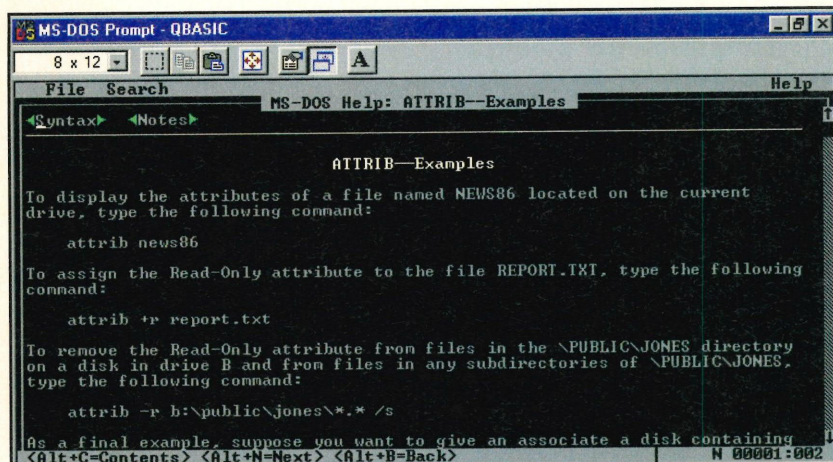 MS-DOS Prompt - QBASIC
8 x 12
A
File Search Help
MS-DOS Help: ATTRIB--Examples
◄Syntax► ◄Notes►
ATTRIB—Examples
To display the attributes of a file named NEWS86 located on the current
drive, type the following command:
attrib news86
To assign the Read-Only attribute to the file REPORT.TXT, type the following
command:
attrib +r report.txt
To remove the Read-Only attribute from files in the \PUBLIC\JONES directory
on a disk in drive B and from files in any subdirectories of \PUBLIC\JONES,
type the following command:
attrib -r b:\public\jones\*.* /s
As a final example, suppose you want to give an associate a disk containing
<Alt+C=Contents> <Alt+N=Next> <Alt+B=Back> N 00001:002